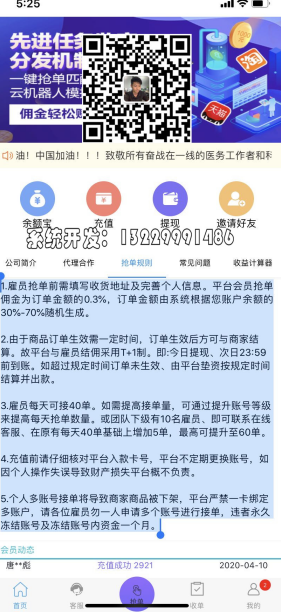 5:25
先进任务
分发机制
一键抢单匹
云机器人模
佣金轻松
淘
天猫
油！中国加油！！！致敬所有奋战在一线的医务工作者和
余额宝
充值
提现
邀请好友
系统开发：13229991486
公司简介
代理合作
抢单规则
常见问题
收益计算器
1.雇员抢单前需填写收货地址及完善个人信息。平台会员抢单
佣金为订单金额的0.3%，订单金额由系统根据您账户余额的
30%-70%随机生成。
2.由于商品订单生效需一定时间，订单生效后方可与商家结
算。故平台与雇员结佣采用T+1制。即:今日提现、次日23:59
前到账。如超过规定时间订单未生效、由平台垫资按规定时间
结算并出款。
3.雇员每天可接40单。如需提高接单量，可通过提升账号等级
来提高每天抢单数量。或团队下级有10名雇员、即可联系在线
客服、在原有每天40单基础上增加5单，最高可提升至60单。
4.充值前请仔细核对平台入款卡号，平台不定期更换账号，如
因个人操作失误导致财产损失平台概不负责。
5.个人多账号接单将导致商家商品被下架，平台严禁一卡绑定
多账户，请各位雇员勿一人申请多个账号进行接单，违者永久
冻结账号及冻结账号内资金一个月。
会员动态
唐**彪
充值成功 2921
2020-04-10
首页
客服
抢单
收单
我的
2